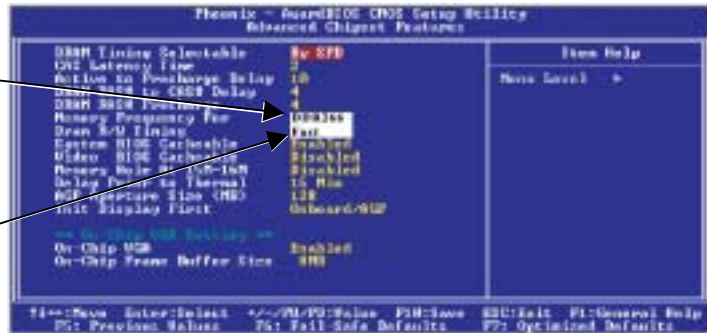 Phoenix - AwardBIOS CMOS Setup Utility
Advanced Chipset Features
DRAM Timing Selectable By SPD
CAS Latency Time 2
Active to Precharge Delay 10
DRAM RAS# to CAS# Delay 4
DRAM RAS# Precharge 4
Memory Frequency For DDR266
Dram R/W Timing Fast
System BIOS Cacheable Enabled
Video BIOS Cacheable Disabled
Memory Hole At 15M-16M Disabled
Delay Prior to Thermal 16 Min
AGP Aperture Size (MB) 128
Init Display First Onboard/AGP
** On-Chip VGA Setting **
On-Chip VGA Enabled
On-Chip Frame Buffer Size 8MB
Item Help
Menu Level
:Move Enter:Select +/-/PU/PD:Value F10:Save ESC:Exit F1:General Help
F5: Previous Values F6: Fail-Safe Defaults F7: Optimized Defaults